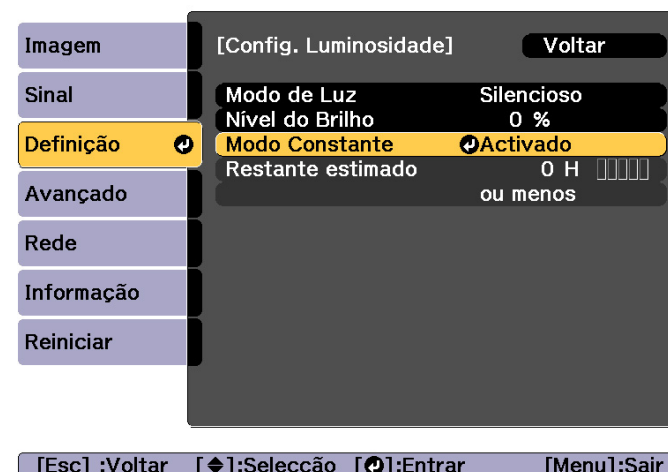 Imagem
Sinal
Definição
Avançado
Rede
Informação
Reiniciar
[Config. Luminosidade] Voltar
Modo de Luz Silencioso
Nível do Brilho 0 %
Modo Constante Activado
Restante estimado 0 H
ou menos
[Esc] :Voltar [◆]:Selecção [↵]:Entrar [Menu]:Sair